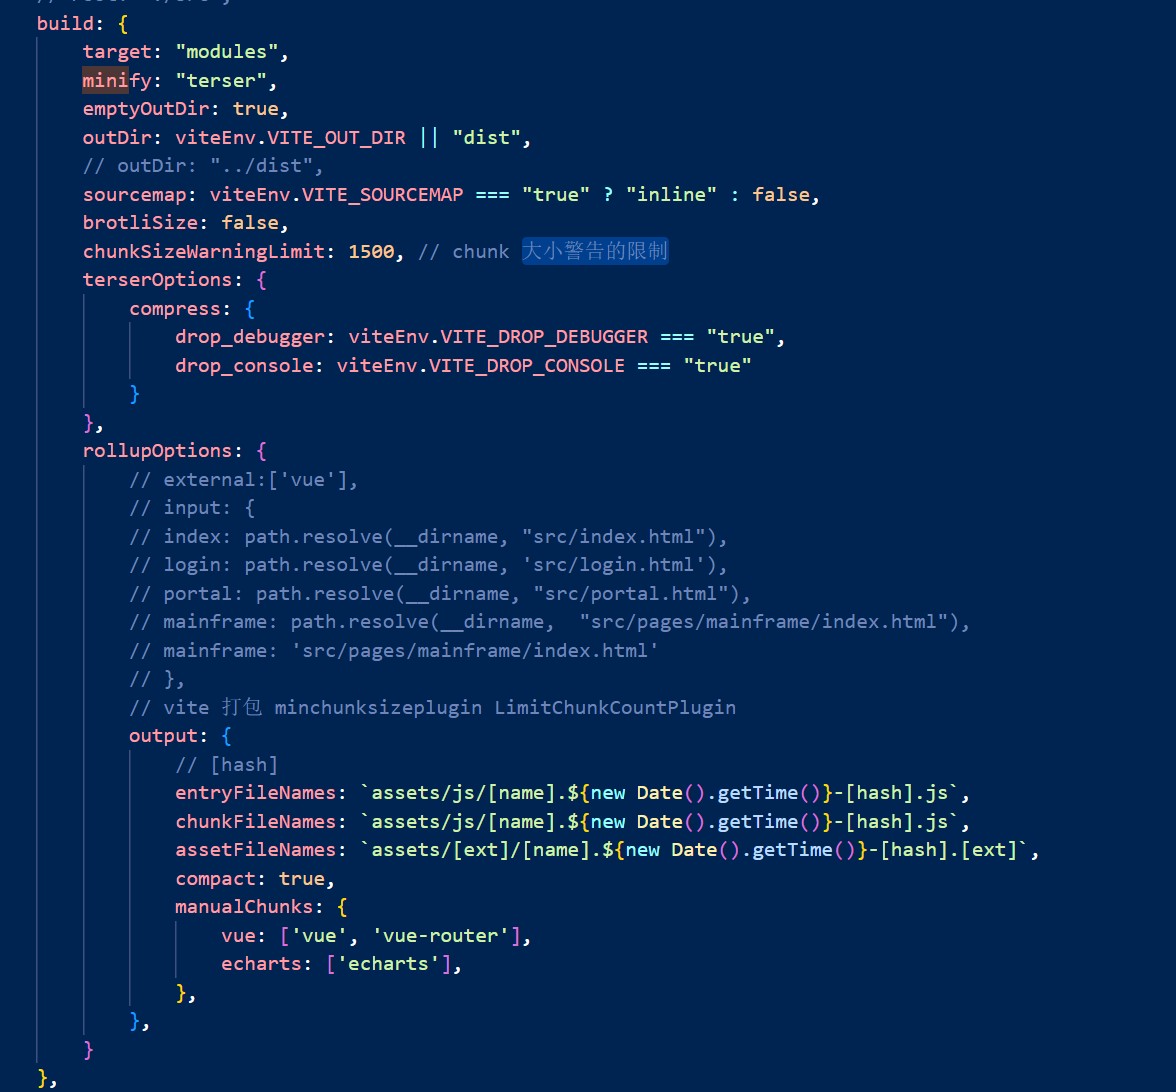 build: {
target: "modules",
minify: "terser",
emptyOutDir: true,
outDir: viteEnv.VITE_OUT_DIR || "dist",
// outDir: "../dist",
sourcemap: viteEnv.VITE_SOURCEMAP === "true" ? "inline" : false,
brotliSize: false,
chunkSizeWarningLimit: 1500, // chunk 大小警告的限制
terserOptions: {
compress: {
drop_debugger: viteEnv.VITE_DROP_DEBUGGER === "true",
drop_console: viteEnv.VITE_DROP_CONSOLE === "true"
}
},
rollupOptions: {
// external:['vue'],
// input: {
// index: path.resolve(__dirname, "src/index.html"),
// login: path.resolve(__dirname, 'src/login.html'),
// portal: path.resolve(__dirname, "src/portal.html"),
// mainframe: path.resolve(__dirname,  "src/pages/mainframe/index.html"),
// mainframe: 'src/pages/mainframe/index.html'
// },
// vite 打包 minchunksizeplugin LimitChunkCountPlugin
output: {
// [hash]
entryFileNames: `assets/js/[name].${new Date().getTime()}-[hash].js`,
chunkFileNames: `assets/js/[name].${new Date().getTime()}-[hash].js`,
assetFileNames: `assets/[ext]/[name].${new Date().getTime()}-[hash].[ext]`,
compact: true,
manualChunks: {
vue: ['vue', 'vue-router'],
echarts: ['echarts'],
},
},
}
},